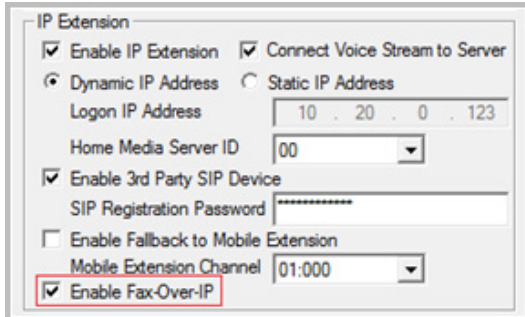 IP Extension
Enable IP Extension Connect Voice Stream to Server
Dynamic IP Address Static IP Address
Logon IP Address 10 . 20 . 0 . 123
Home Media Server ID 00
Enable 3rd Party SIP Device
SIP Registration Password ************
Enable Fallback to Mobile Extension
Mobile Extension Channel 01:000
Enable Fax-Over-IP